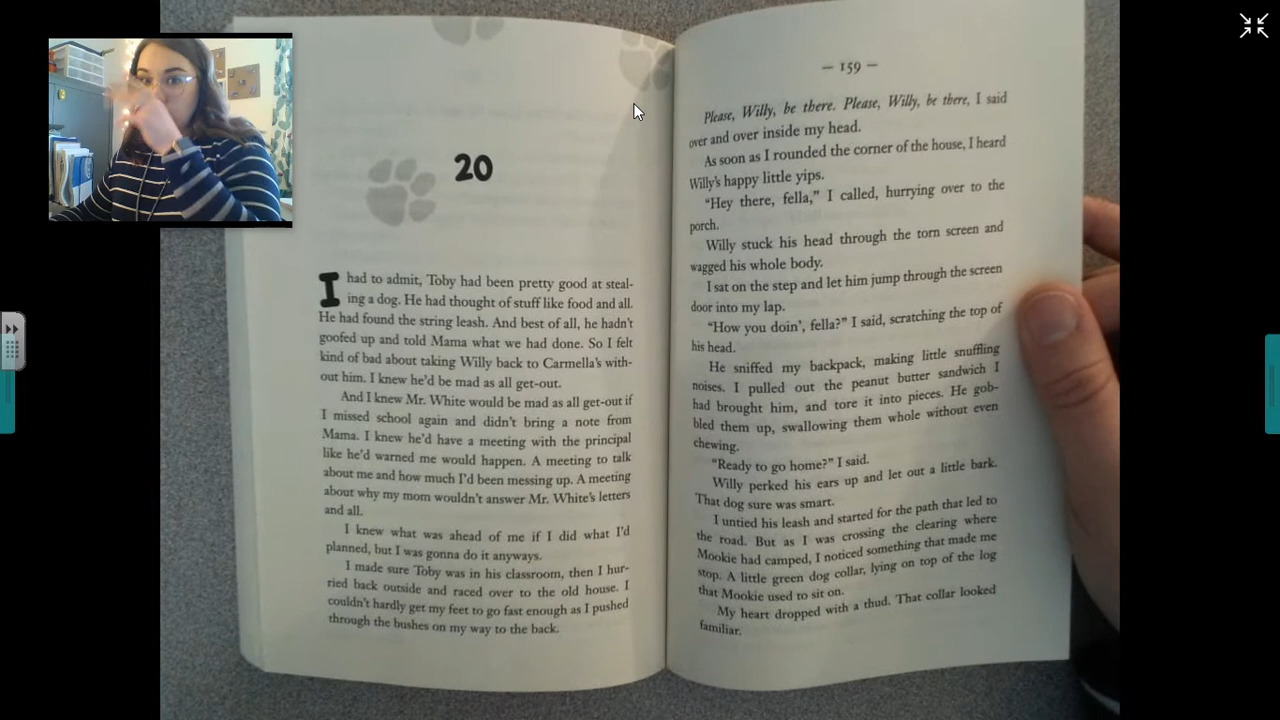 20
I had to admit, Toby had been pretty good at steal-
ing a dog. He had thought of stuff like food and all.
He had found the string leash. And best of all, he hadn't
goofed up and told Mama what we had done. So I felt
kind of bad about taking Willy back to Carmella's with-
out him. I knew he'd be mad as all get-out.
And I knew Mr. White would be mad as all get-out if
I missed school again and didn't bring a note from
Mama. I knew he'd have a meeting with the principal
like he'd warned me would happen. A meeting to talk
about me and how much I'd been messing up. A meeting
about why my mom wouldn't answer Mr. White's letters
and all.
I knew what was ahead of me if I did what I'd
planned, but I was gonna do it anyways.
I made sure Toby was in his classroom, then I hur-
ried back outside and raced over to the old house. I
couldn't hardly get my feet to go fast enough as I pushed
through the bushes on my way to the back.
– 159 –
Please, Willy, be there. Please, Willy, be there, I said
over and over inside my head.
As soon as I rounded the corner of the house, I heard
Willy's happy little yips.
"Hey there, fella," I called, hurrying over to the
porch.
Willy stuck his head through the torn screen and
wagged his whole body.
I sat on the step and let him jump through the screen
door into my lap.
"How you doin', fella?" I said, scratching the top of
his head.
He sniffed my backpack, making little snuffling
noises. I pulled out the peanut butter sandwich I
had brought him, and tore it into pieces. He gob-
bled them up, swallowing them whole without even
chewing.
"Ready to go home?" I said.
Willy perked his ears up and let out a little bark.
That dog sure was smart.
I untied his leash and started for the path that led to
the road. But as I was crossing the clearing where
Mookie had camped, I noticed something that made me
stop. A little green dog collar, lying on top of the log
that Mookie used to sit on.
My heart dropped with a thud. That collar looked
familiar.